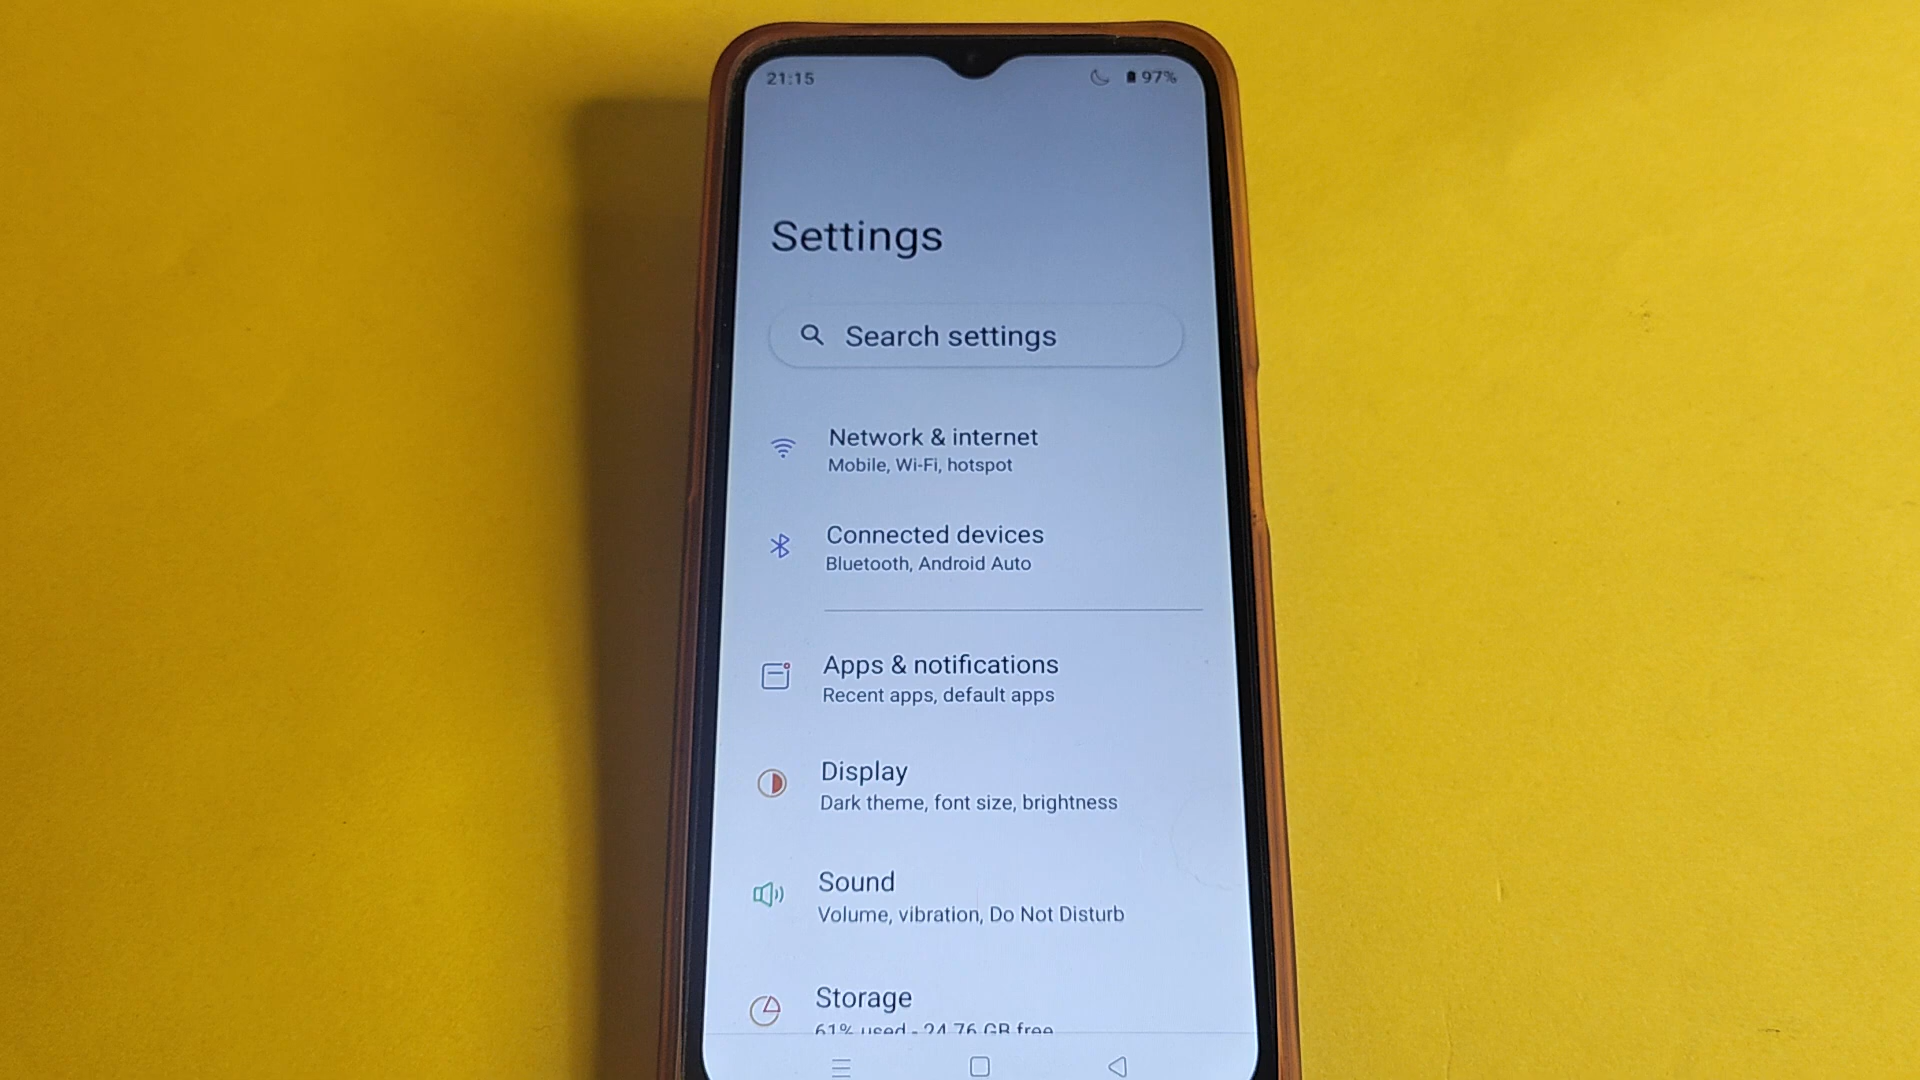 21:15 97%
Settings
Search settings
Network & internet
Mobile, Wi-Fi, hotspot
Connected devices
Bluetooth, Android Auto
Apps & notifications
Recent apps, default apps
Display
Dark theme, font size, brightness
Sound
Volume, vibration, Do Not Disturb
Storage
61% used - 24.76 GB free